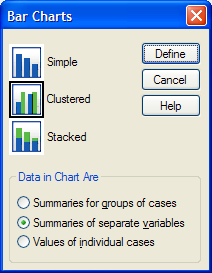 Bar Charts
Simple
Define
Cancel
Clustered
Help
Stacked
Data in Chart Are
Summaries for groups of cases
Summaries of separate variables
Values of individual cases